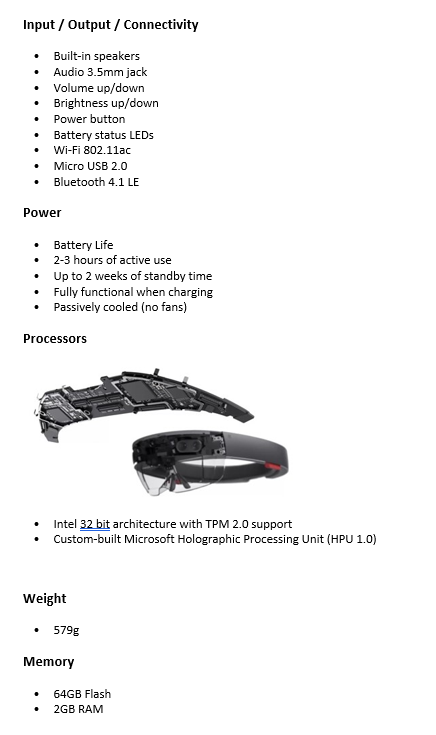 Input / Output / Connectivity
• Built-in speakers
• Audio 3.5mm jack
• Volume up/down
• Brightness up/down
• Power button
• Battery status LEDs
• Wi-Fi 802.11ac
• Micro USB 2.0
• Bluetooth 4.1 LE
Power
• Battery Life
• 2-3 hours of active use
• Up to 2 weeks of standby time
• Fully functional when charging
• Passively cooled (no fans)
Processors
• Intel 32 bit architecture with TPM 2.0 support
• Custom-built Microsoft Holographic Processing Unit (HPU 1.0)
Weight
• 579g
Memory
• 64GB Flash
• 2GB RAM